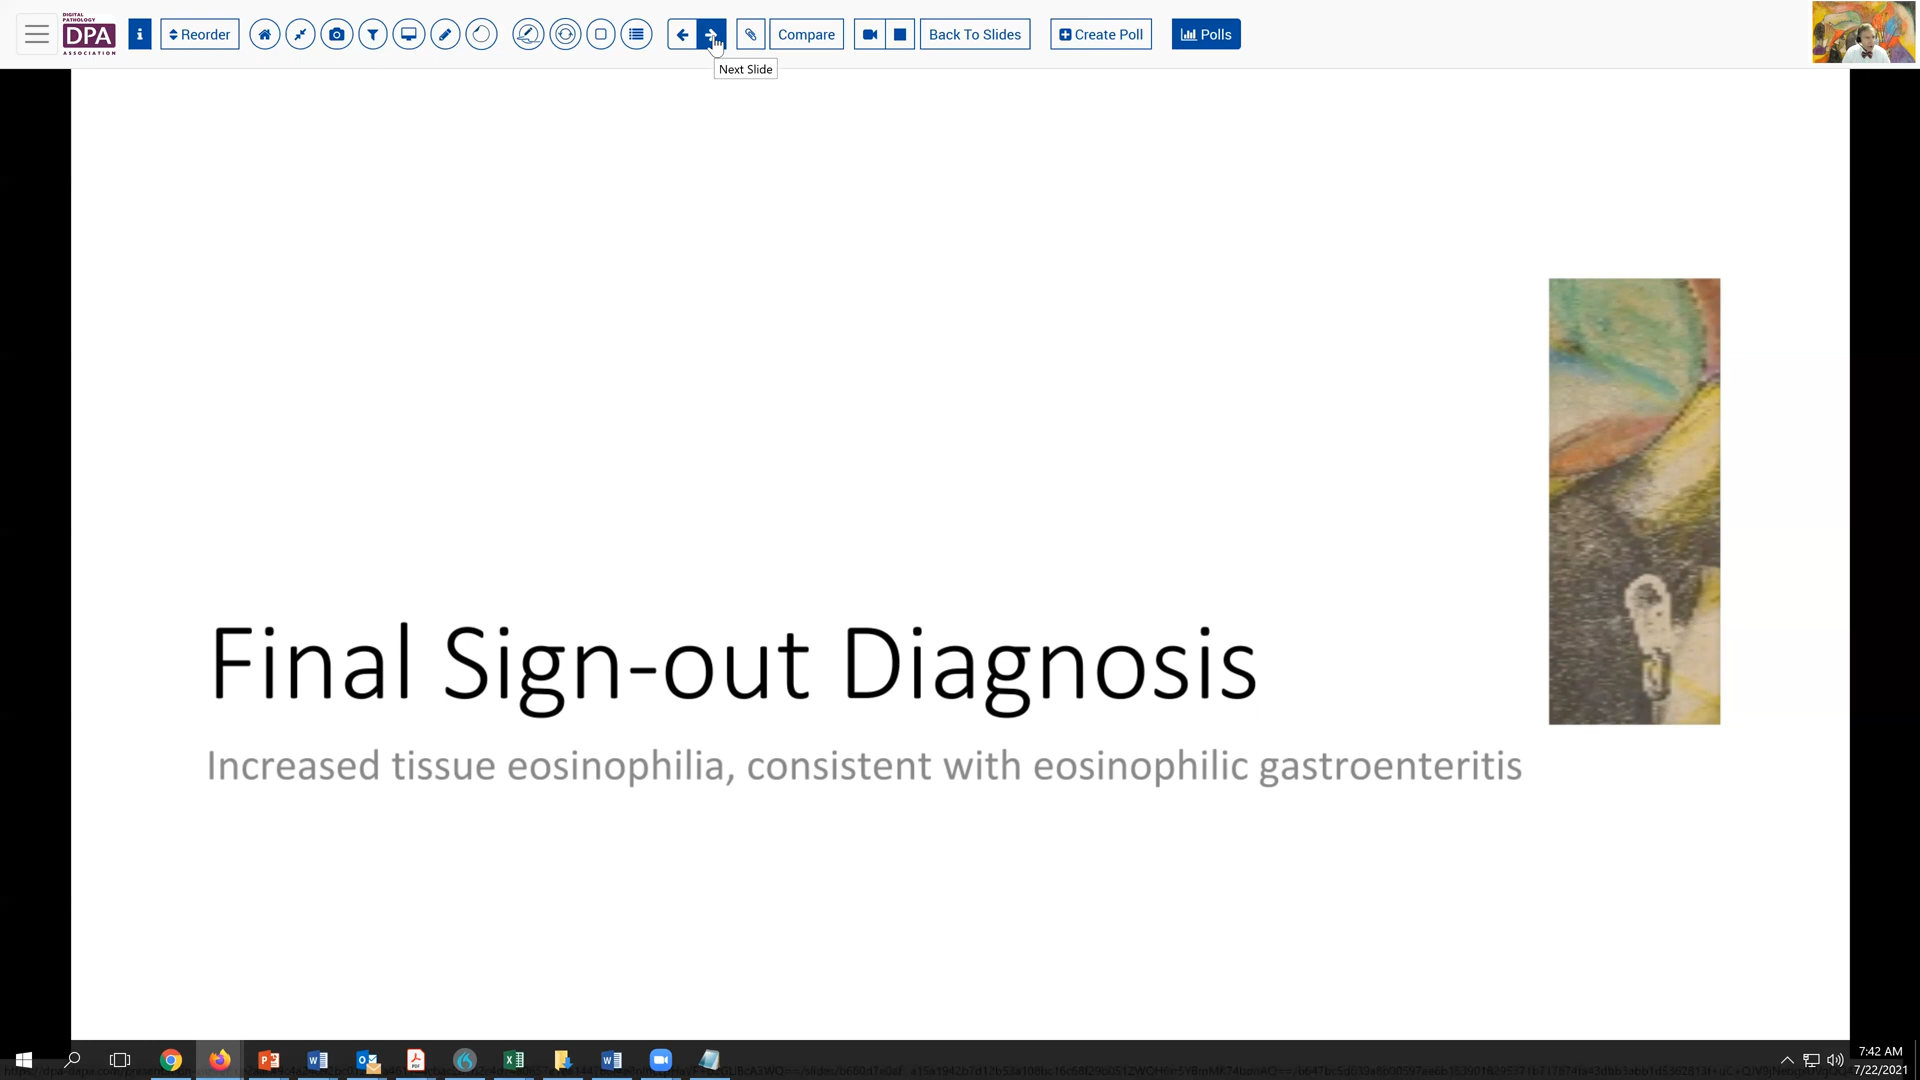 DIGITAL PATHOLOGY
DPA
ASSOCIATION
i
Reorder
Compare
Back To Slides
Create Poll
Polls
Next Slide
Final Sign-out Diagnosis
Increased tissue eosinophilia, consistent with eosinophilic gastroenteritis
7:42 AM
7/22/2021